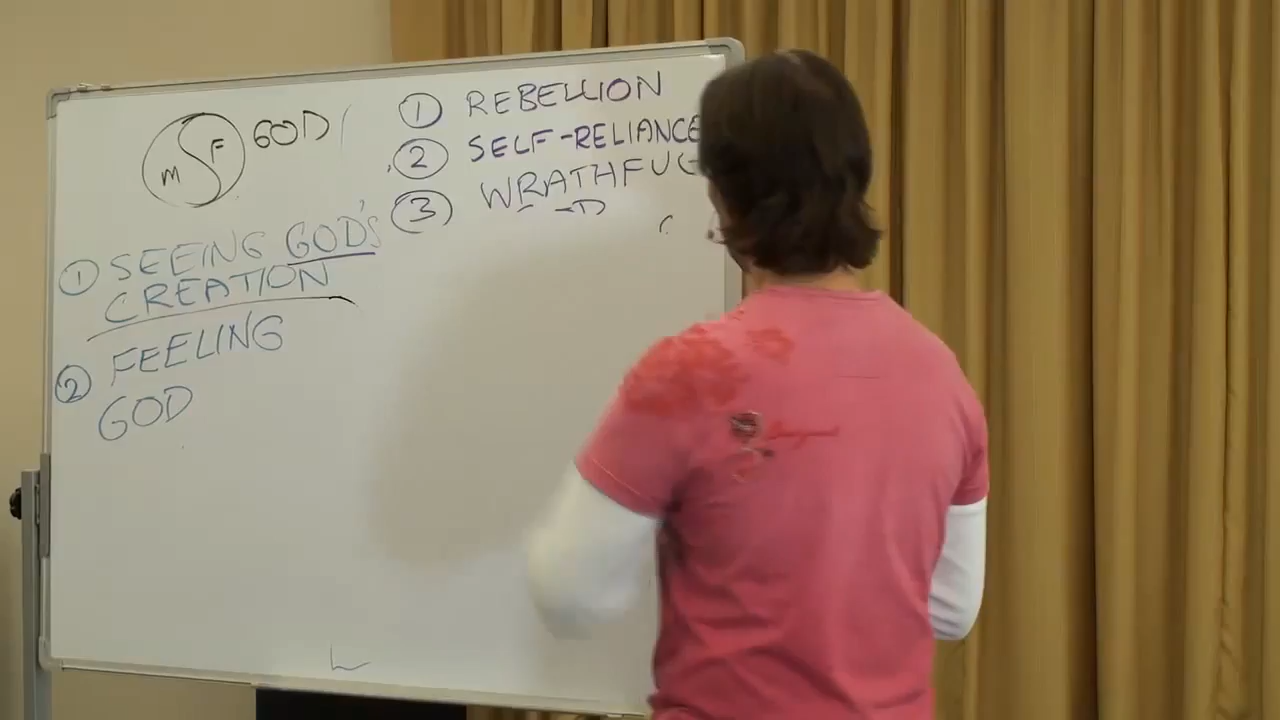 M F GOD
① SEEING GOD'S
CREATION
② FEELING
GOD
① REBELLION
② SELF-RELIANCE
③ WRATHFUL